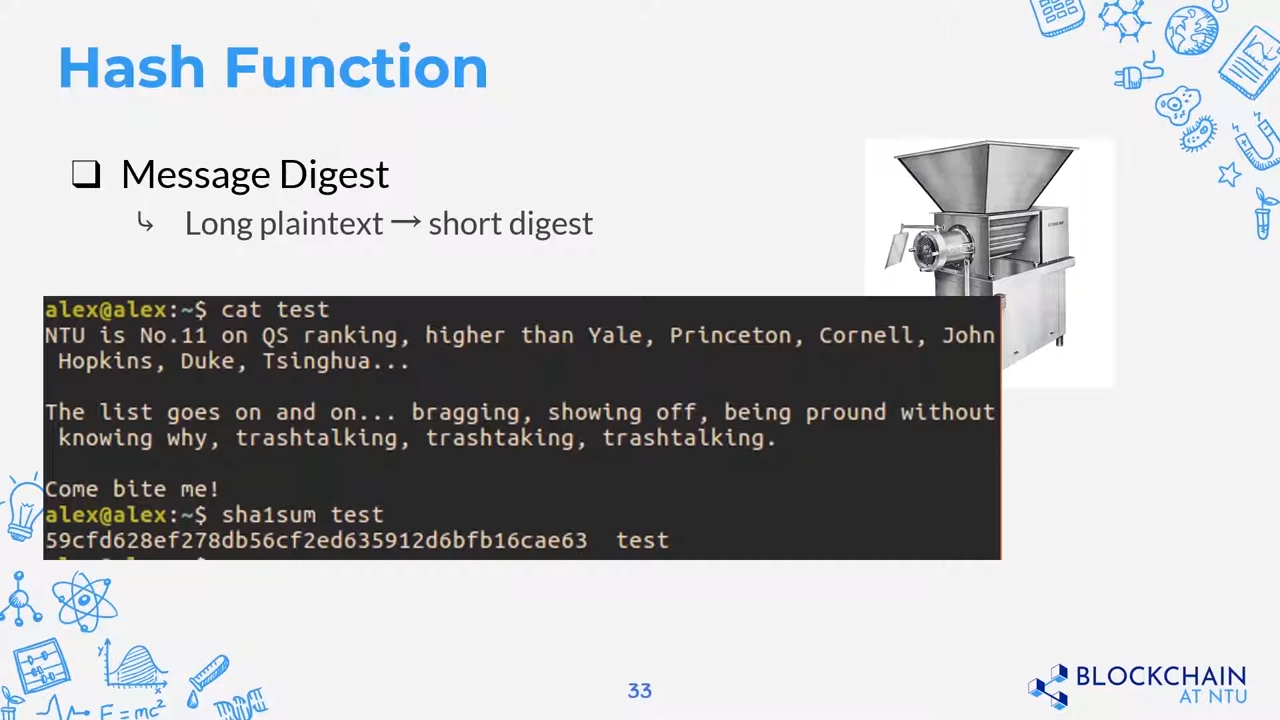 Hash Function
❑ Message Digest
↳ Long plaintext → short digest
alex@alex:~$ cat test
NTU is No.11 on QS ranking, higher than Yale, Princeton, Cornell, John
Hopkins, Duke, Tsinghua...
The list goes on and on... bragging, showing off, being pround without
knowing why, trashtalking, trashtaking, trashtalking.
Come bite me!
alex@alex:~$ sha1sum test
59cfd628ef278db56cf2ed635912d6bfb16cae63  test
F=mc²
33
BLOCKCHAIN
AT NTU